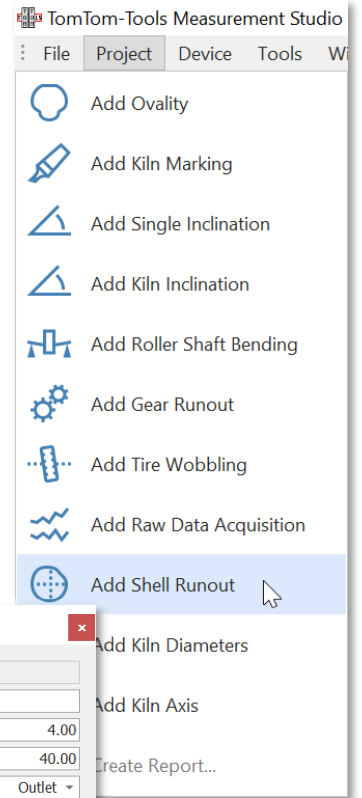 TomTom-Tools Measurement Studio
File Project Device Tools Wi
Add Ovality
Add Kiln Marking
Add Single Inclination
Add Kiln Inclination
Add Roller Shaft Bending
Add Gear Runout
Add Tire Wobbling
Add Raw Data Acquisition
Add Shell Runout
Add Kiln Diameters
4.00
Add Kiln Axis
40.00
Create Report...
Outlet